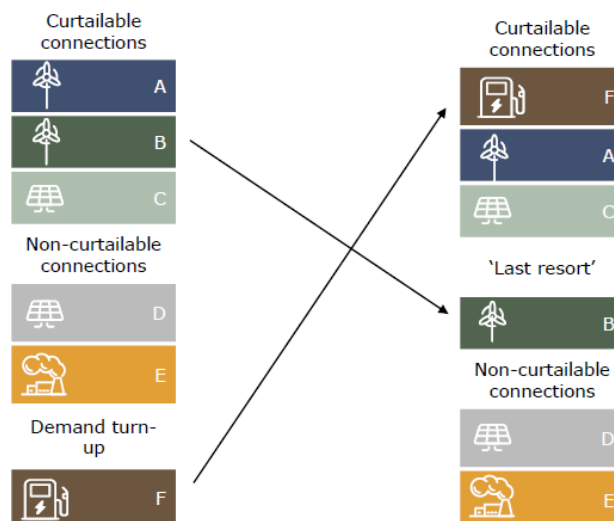 Curtailable
connections
A
B
C
Non-curtailable
connections
D
E
Demand turn-
up
F
Curtailable
connections
F
A
C
‘Last resort’
B
Non-curtailable
connections
D
E